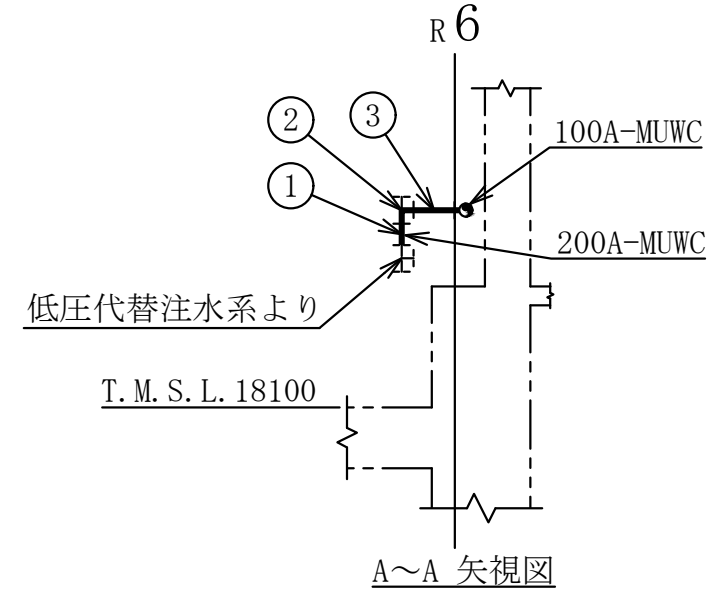 R6
②
③
100A-MUWC
①
200A-MUWC
低圧代替注水系より
T.M.S.L.18100
A～A 矢視図